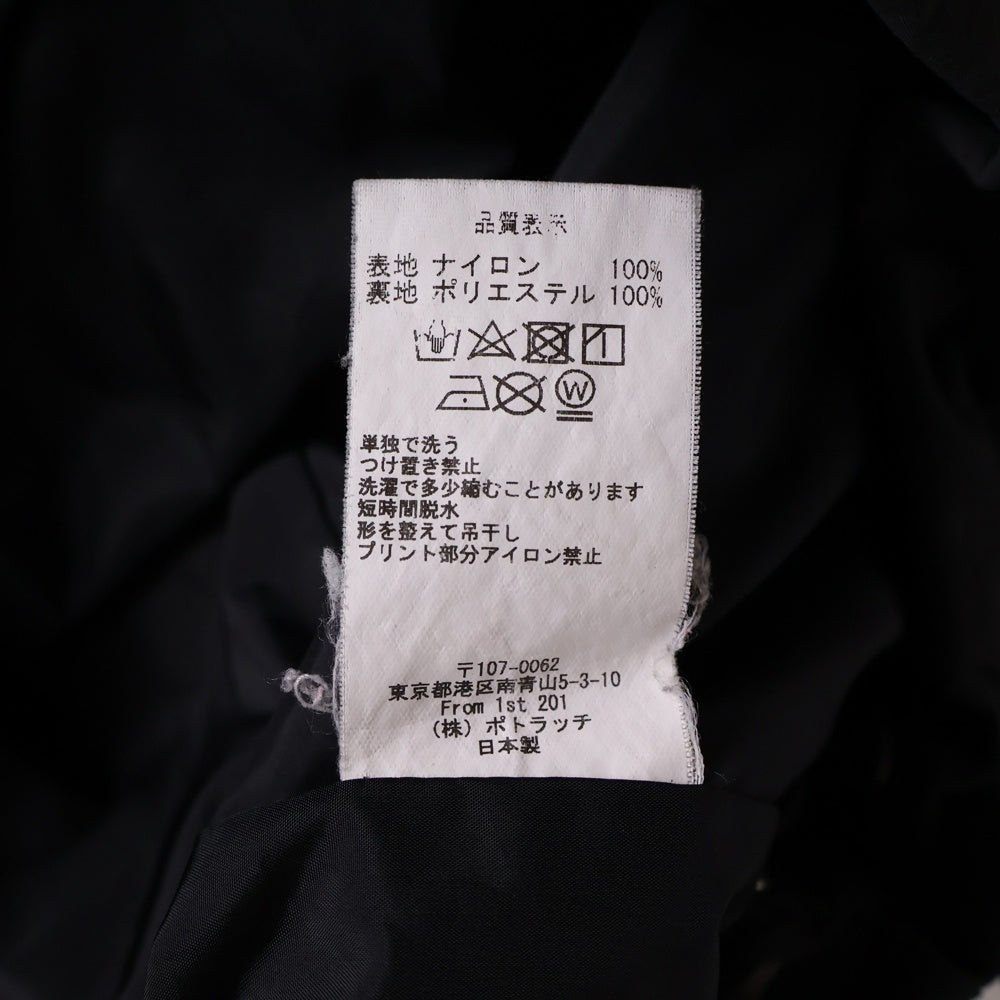 品質表示
表地 ナイロン 100%
裏地 ポリエステル 100%
W
単独で洗う
つけ置き禁止
洗濯で多少縮むことがあります
短時間脱水
形を整えて吊干し
プリント部分アイロン禁止
〒107-0062
東京都港区南青山5-3-10
From 1st 201
(株) ポトラッチ
日本製